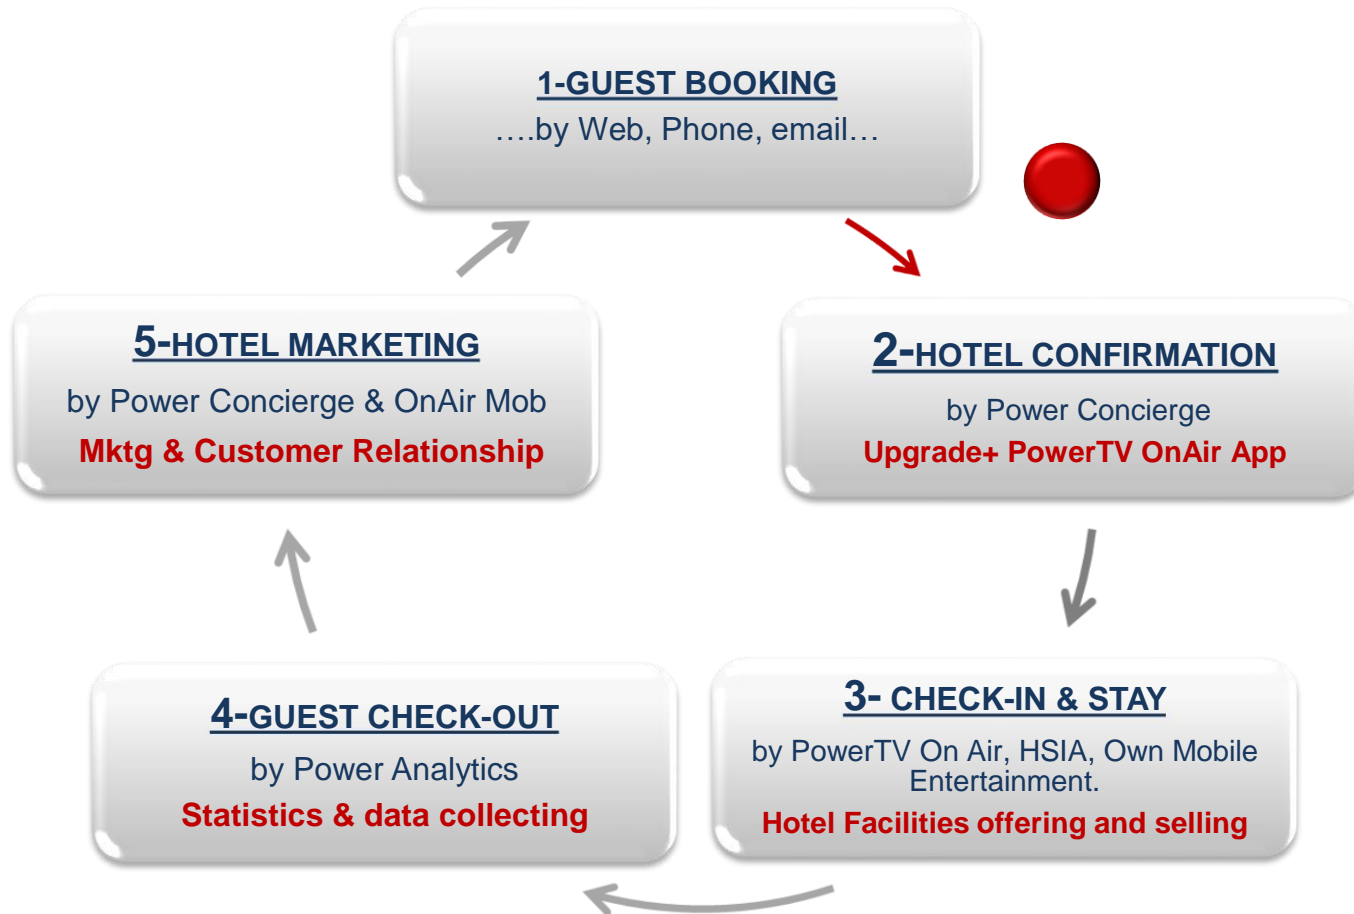 1-GUEST BOOKING
….by Web, Phone, email…
2-HOTEL CONFIRMATION
by Power Concierge
Upgrade+ PowerTV OnAir App
3- CHECK-IN & STAY
by PowerTV On Air, HSIA, Own Mobile
Entertainment.
Hotel Facilities offering and selling
4-GUEST CHECK-OUT
by Power Analytics
Statistics & data collecting
5-HOTEL MARKETING
by Power Concierge & OnAir Mob
Mktg & Customer Relationship